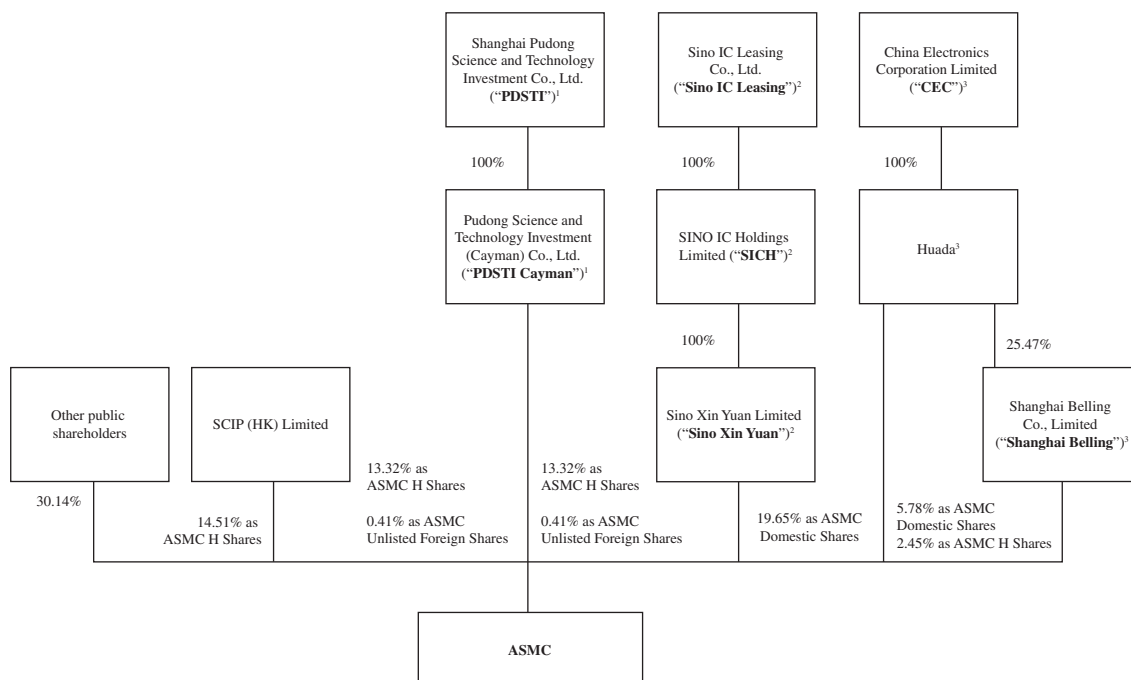 Shanghai Pudong
Science and Technology
Investment Co., Ltd.
(“PDSTI”)1
Sino IC Leasing
Co., Ltd.
(“Sino IC Leasing”)2
China Electronics
Corporation Limited
(“CEC”)3
100%
100%
100%
Pudong Science and
Technology Investment
(Cayman) Co., Ltd.
(“PDSTI Cayman”)1
SINO IC Holdings
Limited (“SICH”)2
Huada3
100%
25.47%
Other public
shareholders
SCIP (HK) Limited
Sino Xin Yuan Limited
(“Sino Xin Yuan”)2
Shanghai Belling
Co., Limited
(“Shanghai Belling”)3
30.14%
14.51% as
ASMC H Shares
13.32% as
ASMC H Shares
0.41% as ASMC
Unlisted Foreign Shares
13.32% as
ASMC H Shares
0.41% as ASMC
Unlisted Foreign Shares
19.65% as ASMC
Domestic Shares
5.78% as ASMC
Domestic Shares
2.45% as ASMC H Shares
ASMC